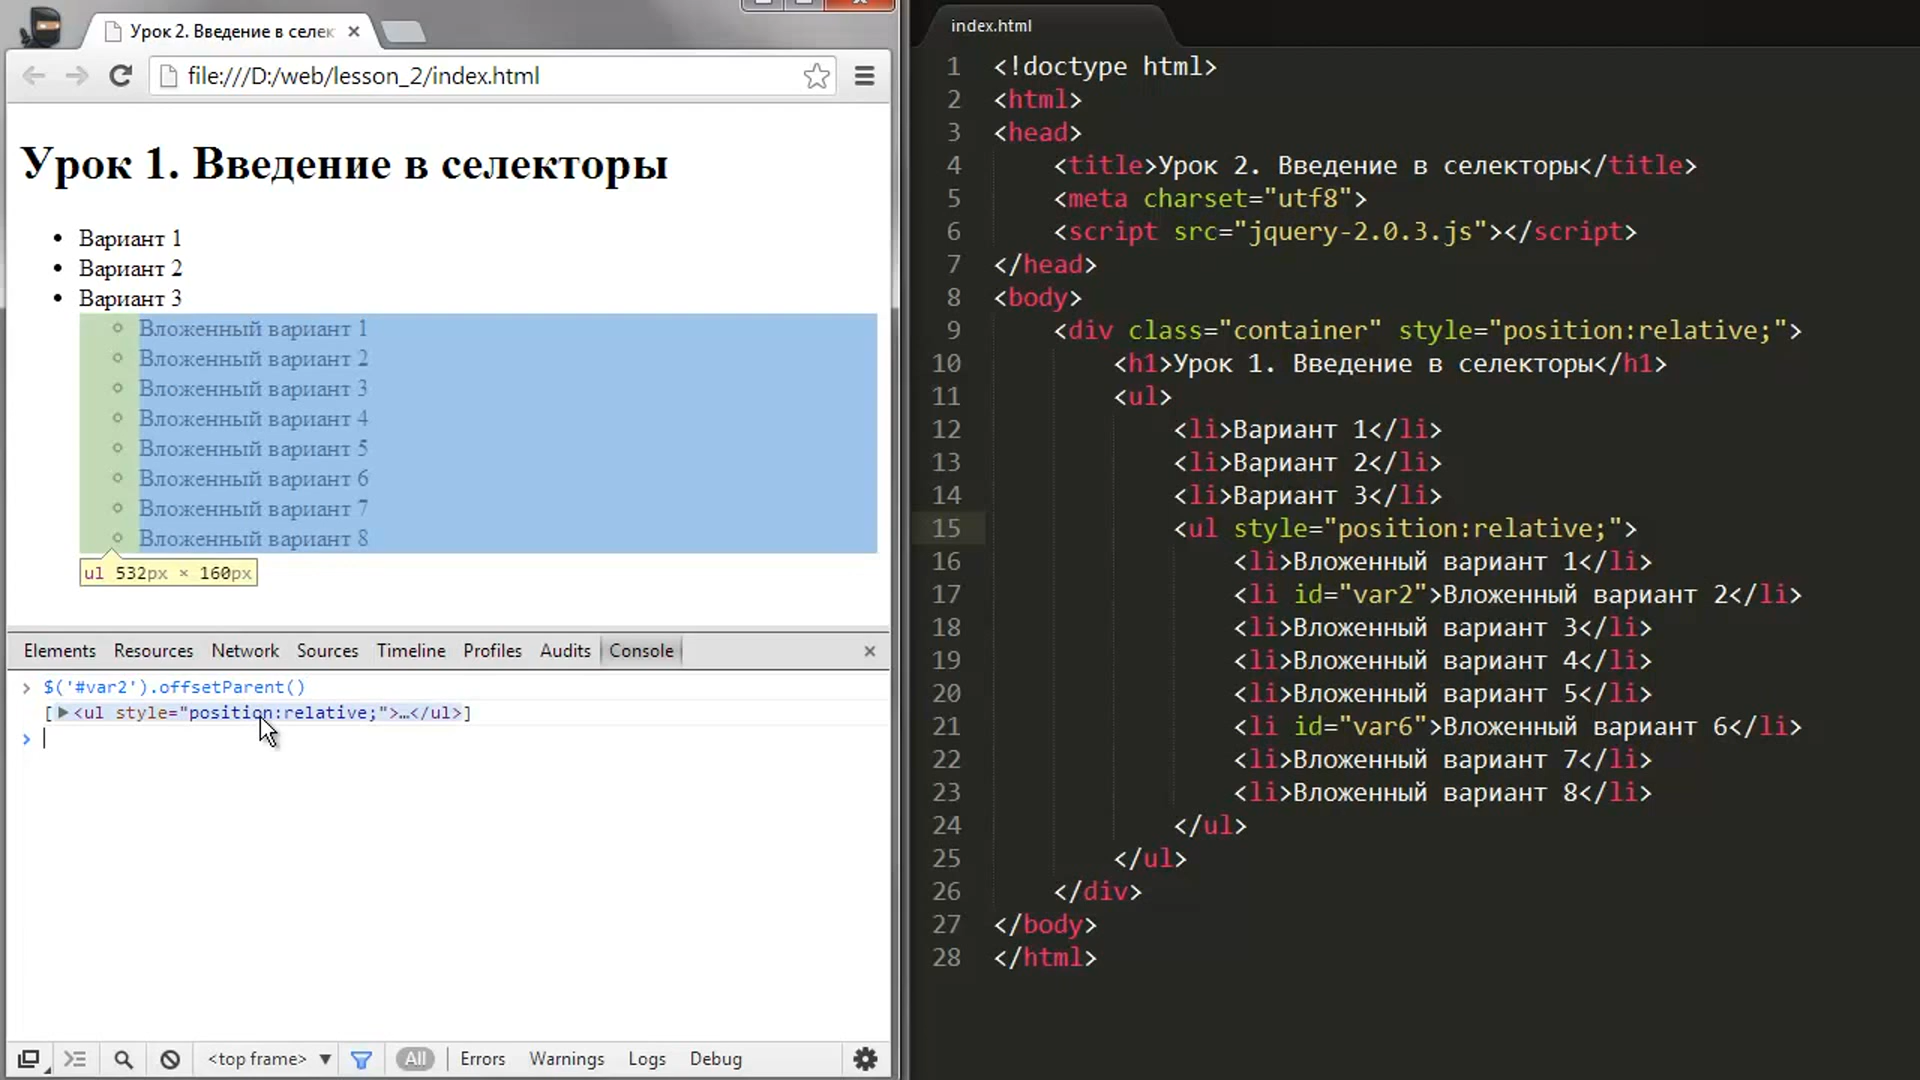 Урок 2. Введение в селек
file:///D:/web/lesson_2/index.html
Урок 1. Введение в селекторы
Вариант 1
Вариант 2
Вариант 3
Вложенный вариант 1
Вложенный вариант 2
Вложенный вариант 3
Вложенный вариант 4
Вложенный вариант 5
Вложенный вариант 6
Вложенный вариант 7
Вложенный вариант 8
ul 532px × 160px
Elements Resources Network Sources Timeline Profiles Audits Console
$('#var2').offsetParent()
[<ul style="position:relative;">…</ul>]
<top frame> All Errors Warnings Logs Debug
index.html
1 <!doctype html>
2 <html>
3 <head>
4 <title>Урок 2. Введение в селекторы</title>
5 <meta charset="utf8">
6 <script src="jquery-2.0.3.js"></script>
7 </head>
8 <body>
9 <div class="container" style="position:relative;">
10 <h1>Урок 1. Введение в селекторы</h1>
11 <ul>
12 <li>Вариант 1</li>
13 <li>Вариант 2</li>
14 <li>Вариант 3</li>
15 <ul style="position:relative;">
16 <li>Вложенный вариант 1</li>
17 <li id="var2">Вложенный вариант 2</li>
18 <li>Вложенный вариант 3</li>
19 <li>Вложенный вариант 4</li>
20 <li>Вложенный вариант 5</li>
21 <li id="var6">Вложенный вариант 6</li>
22 <li>Вложенный вариант 7</li>
23 <li>Вложенный вариант 8</li>
24 </ul>
25 </ul>
26 </div>
27 </body>
28 </html>